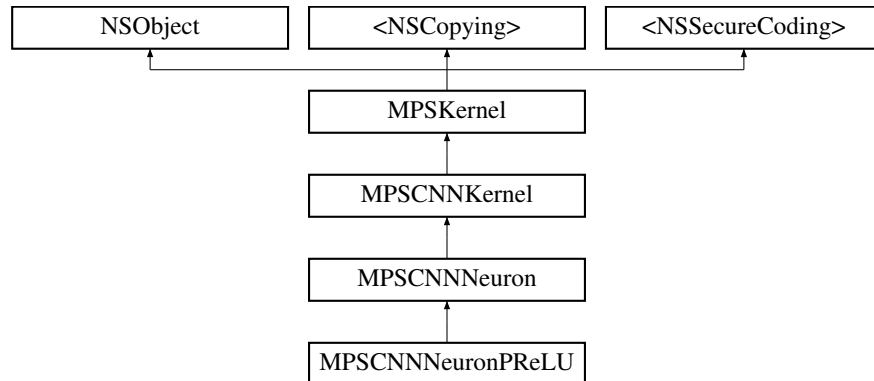 NSObject
<NSCopying>
<NSSecureCoding>
MPSKernel
MPSCNNKernel
MPSCNNNeuron
MPSCNNNeuronPReLU